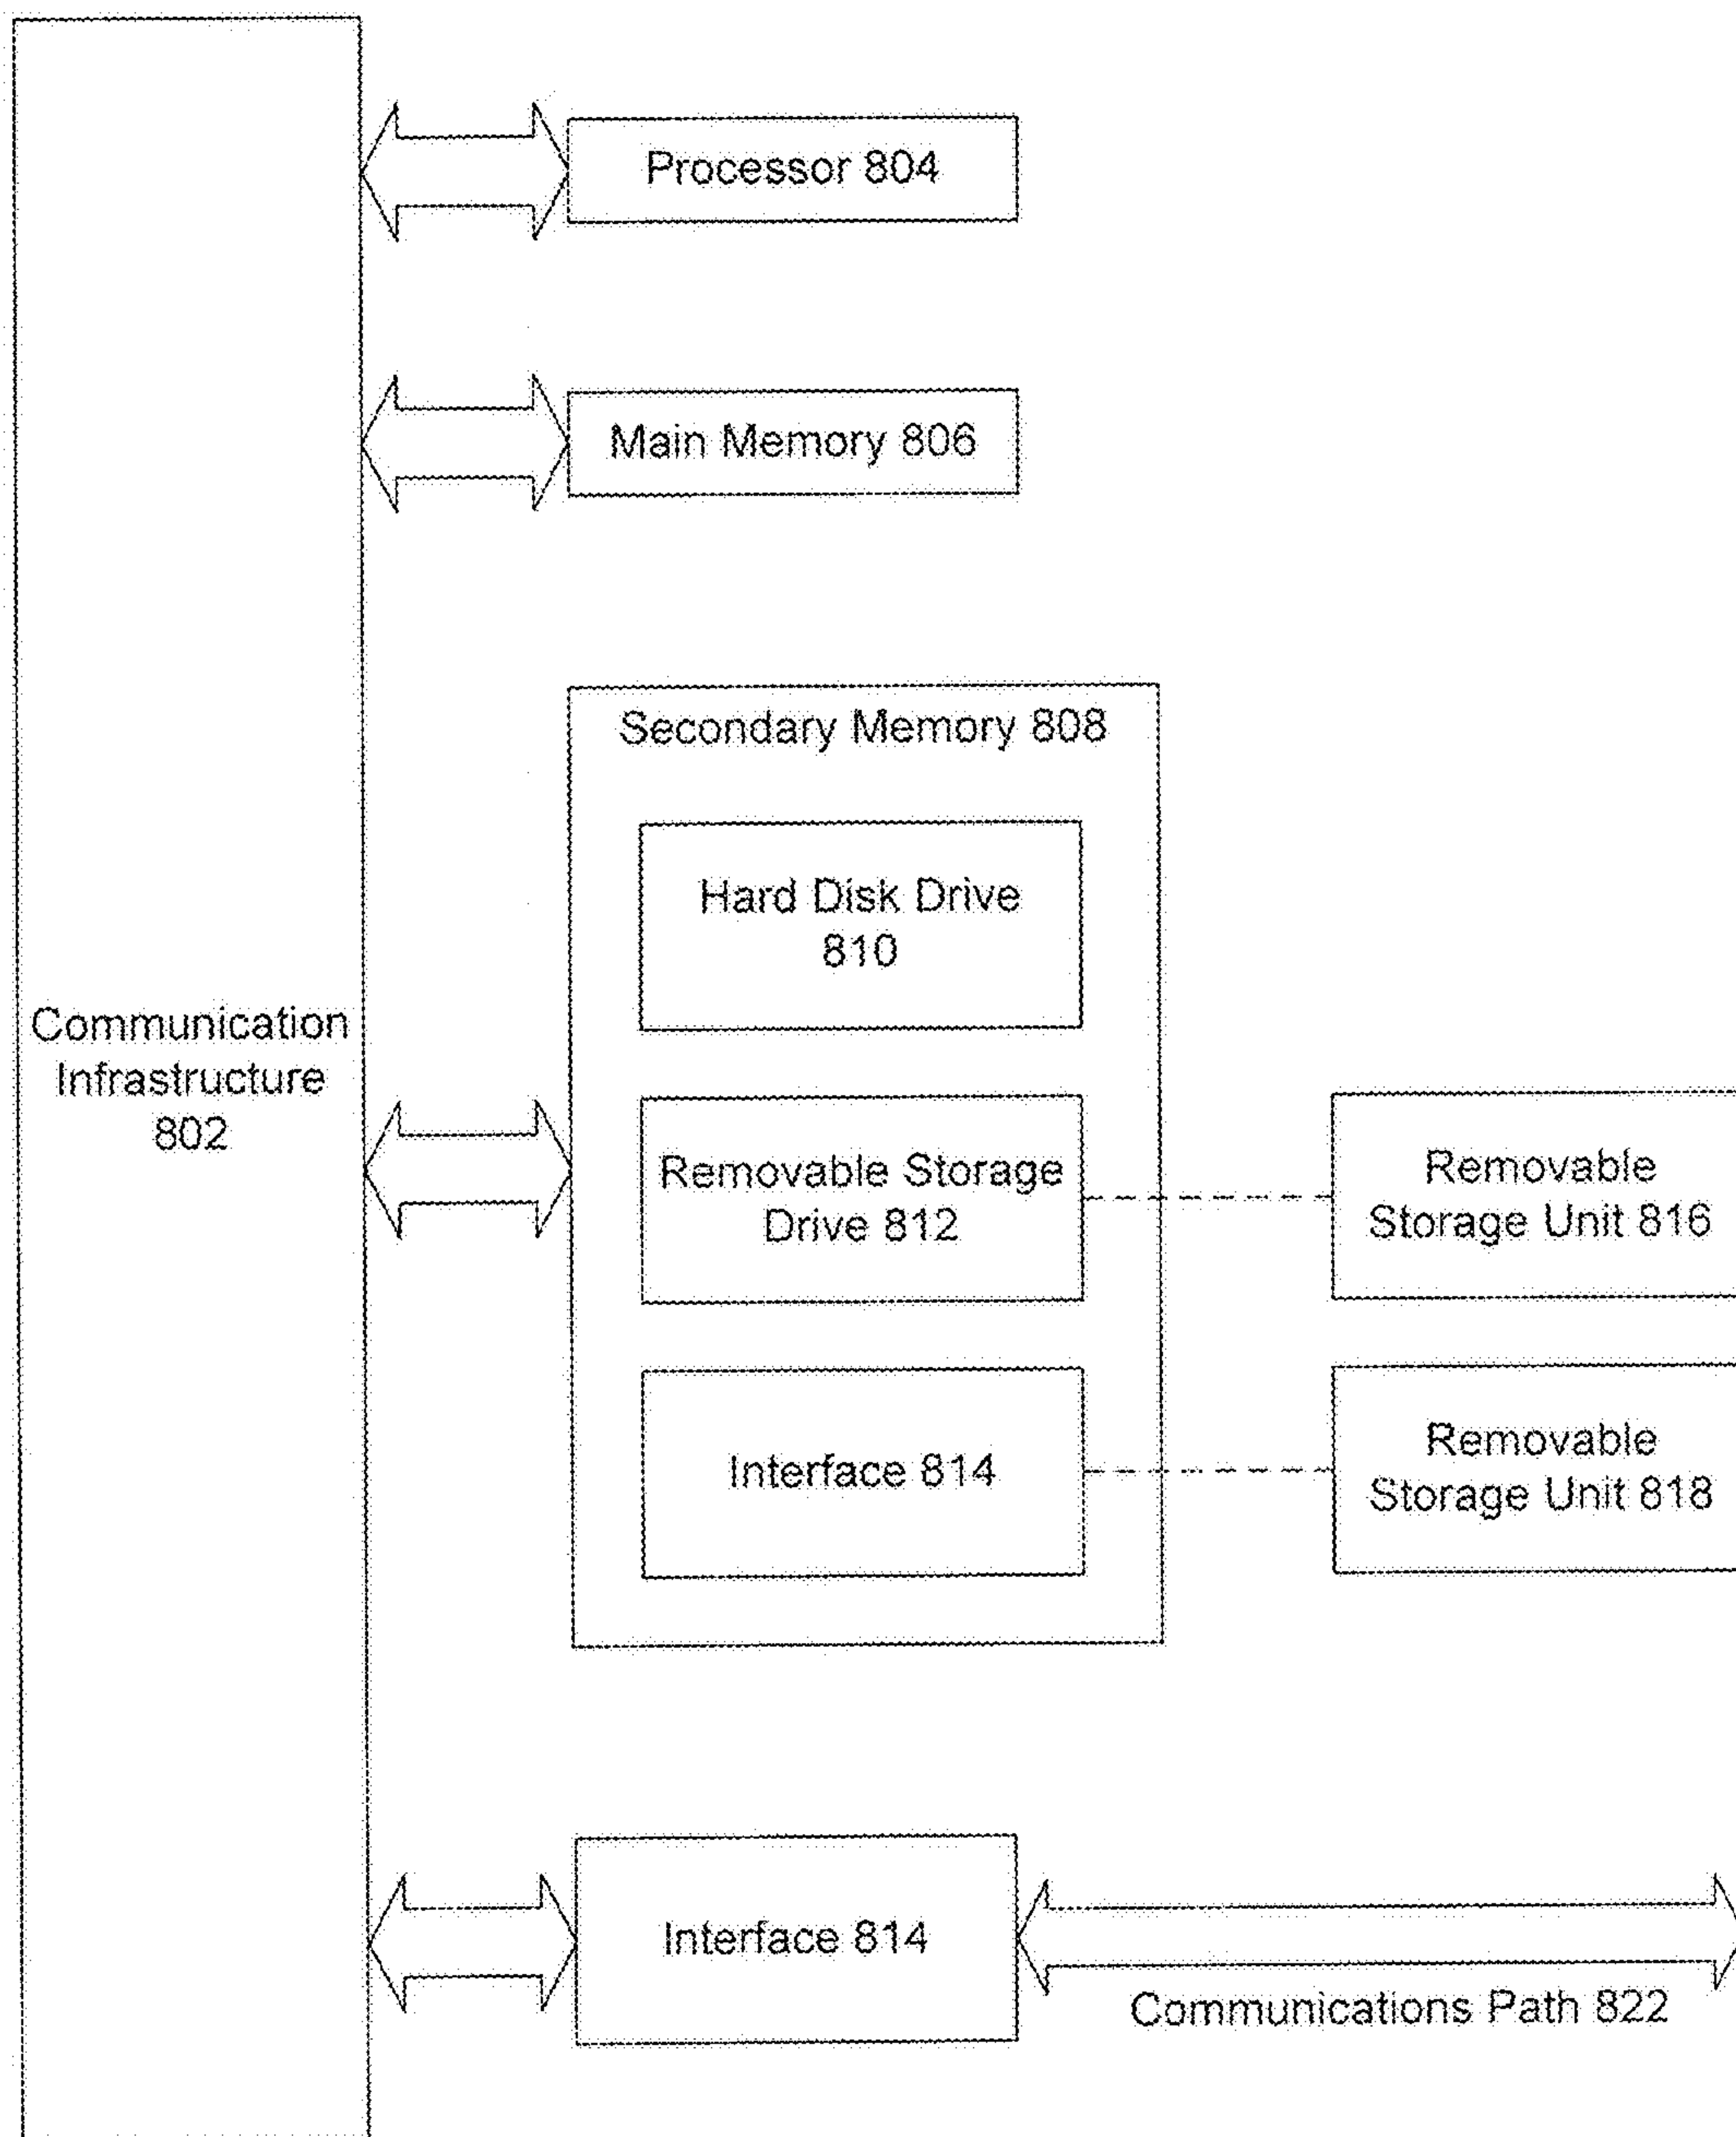 Processor 804
Main Memory 806
Secondary Memory 808
Hard Disk Drive
810
Communication
Infrastructure
802
Removable Storage
Drive 812
Removable
Storage Unit 816
Interface 814
Removable
Storage Unit 818
Interface 814
Communications Path 822